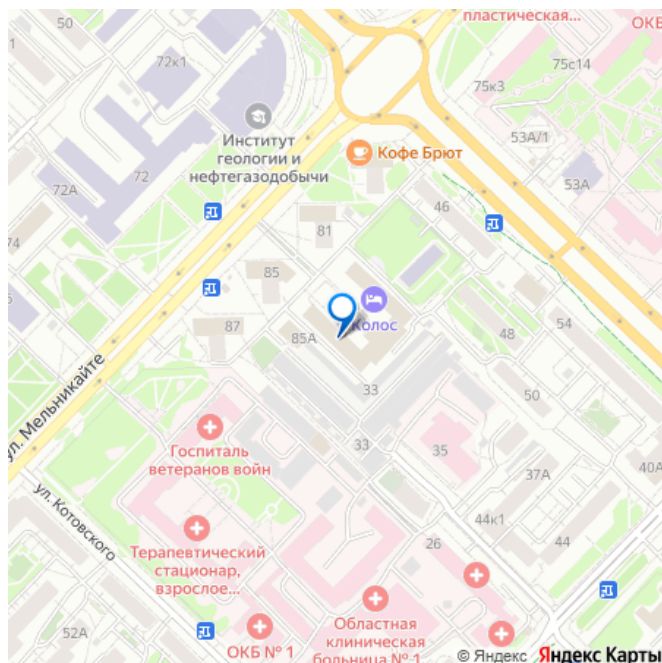 50
пластическая...
ОКБ
72к1
75с14
75к3
Институт
геологии и
нефтегазодобычи
53А/1
Кофе Брют
72
72А
53А
46
81
74
85
Колос
87
85А
48
54
33
50
ул. Мельникайте
Госпиталь
ветеранов войн
33
35
37А
40А
ул. Котовского
44к1
44
26
Терапевтический
стационар,
взрослое...
Областная
клиническая
больница № 1
52А
ОКБ № 1
© Яндекс Яндекс Карты